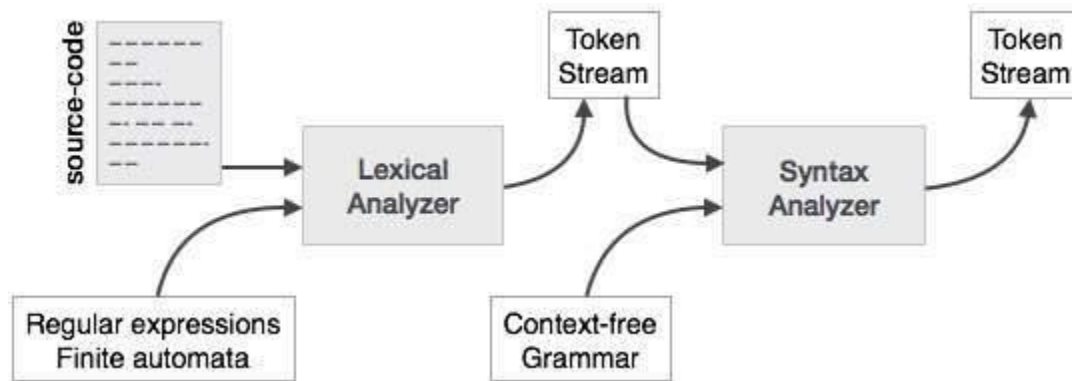 source-code
Token
Stream
Token
Stream
Lexical
Analyzer
Syntax
Analyzer
Regular expressions
Finite automata
Context-free
Grammar